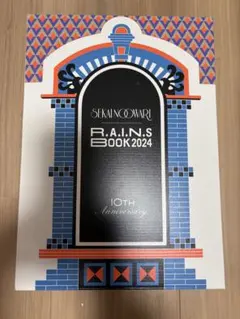 SEKAI NO OWARI
R.A.I.N.S
BOOK 2024
10TH
Anniversary